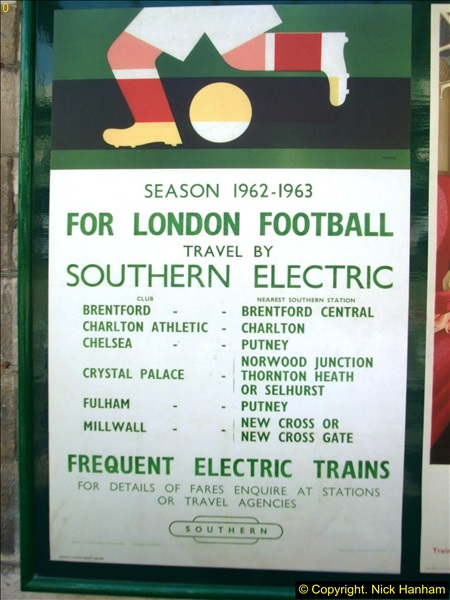 0
SEASON 1962-1963
FOR LONDON FOOTBALL
TRAVEL BY
SOUTHERN ELECTRIC
CLUB NEAREST SOUTHERN STATION
BRENTFORD - - BRENTFORD CENTRAL
CHARLTON ATHLETIC - CHARLTON
CHELSEA - - PUTNEY
NORWOOD JUNCTION
CRYSTAL PALACE - THORNTON HEATH
OR SELHURST
FULHAM - - PUTNEY
MILLWALL - - NEW CROSS OR
NEW CROSS GATE
FREQUENT ELECTRIC TRAINS
FOR DETAILS OF FARES ENQUIRE AT STATIONS
OR TRAVEL AGENCIES
SOUTHERN
Train
© Copyright. Nick Hanham